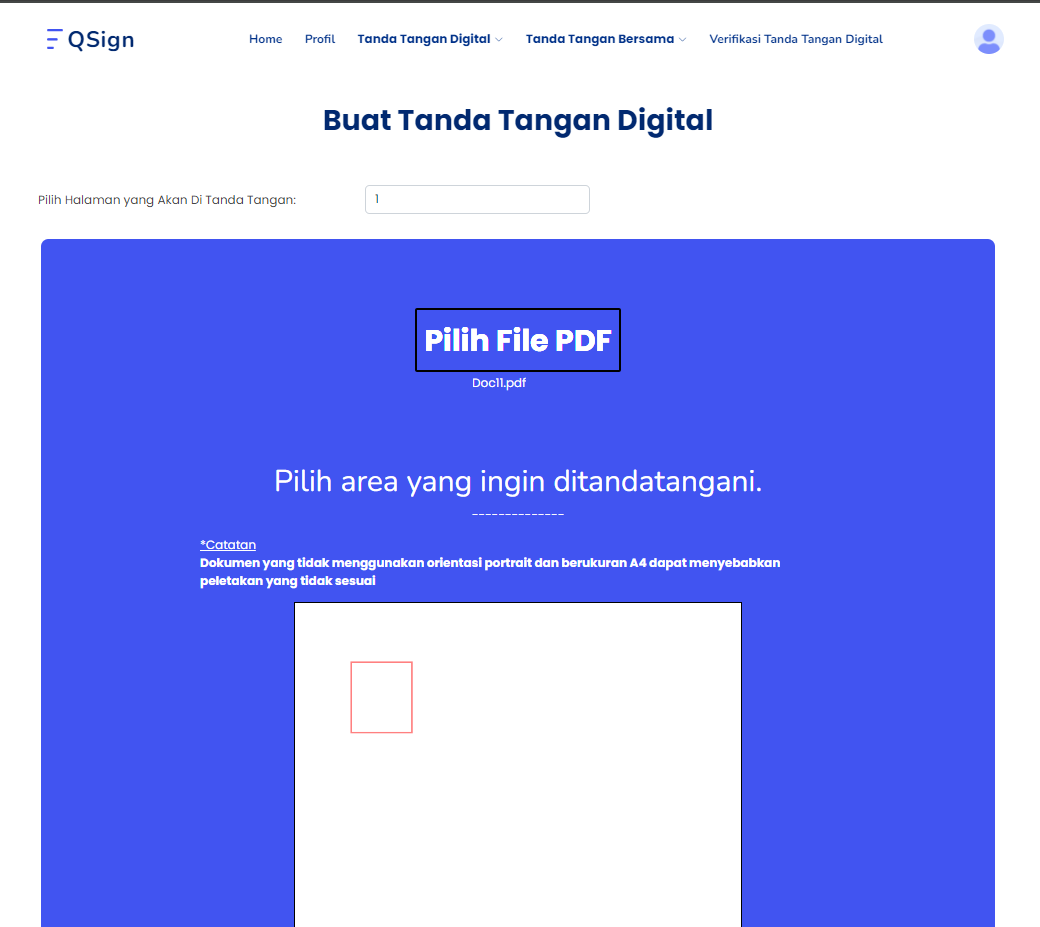 QSign
Home Profil Tanda Tangan Digital Tanda Tangan Bersama Verifikasi Tanda Tangan Digital
Buat Tanda Tangan Digital
Pilih Halaman yang Akan Di Tanda Tangan: 1
Pilih File PDF
Doc11.pdf
Pilih area yang ingin ditandatangani.
--------------
*Catatan
Dokumen yang tidak menggunakan orientasi portrait dan berukuran A4 dapat menyebabkan
peletakan yang tidak sesuai